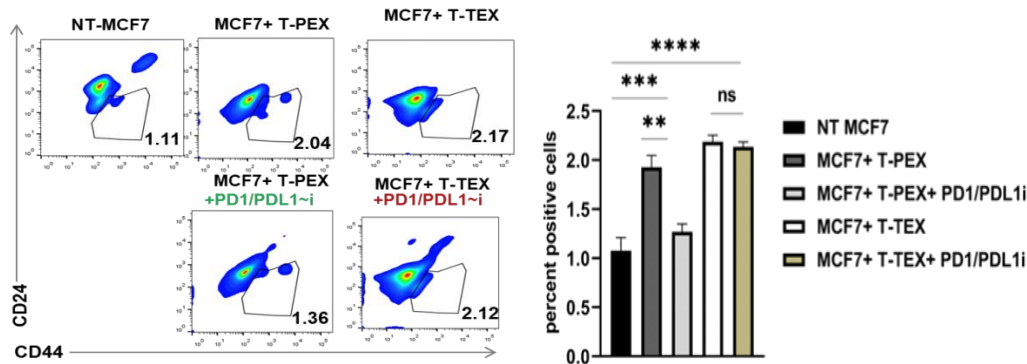 NT-MCF7
MCF7+ T-PEX
MCF7+ T-TEX
1.11
2.04
2.17
MCF7+ T-PEX
+PD1/PDL1~i
MCF7+ T-TEX
+PD1/PDL1~i
1.36
2.12
CD24
CD44
****
***
ns
**
percent positive cells
2.5
2.0
1.5
1.0
0.5
0.0
NT MCF7
MCF7+ T-PEX
MCF7+ T-PEX+ PD1/PDL1i
MCF7+ T-TEX
MCF7+ T-TEX+ PD1/PDL1i